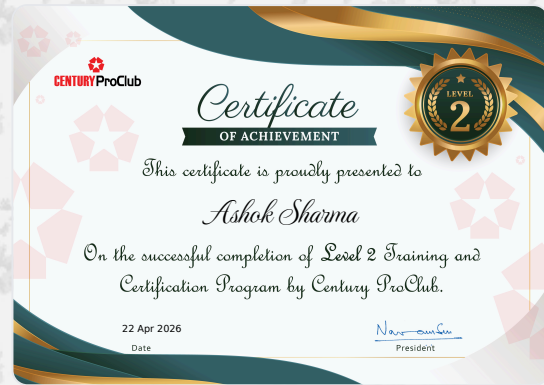 CENTURY ProClub
LEVEL
2
Certificate
OF ACHIEVEMENT
This certificate is proudly presented to
Ashok Sharma
On the successful completion of Level 2 Training and
Certification Program by Century ProClub.
22 Apr 2026
Date
President